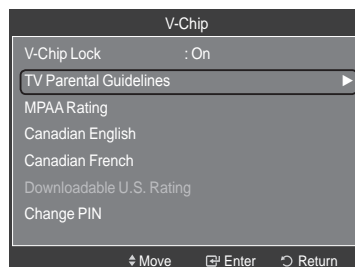 V-Chip
V-Chip Lock : On
TV Parental Guidelines
MPAA Rating
Canadian English
Canadian French
Downloadable U.S. Rating
Change PIN
Move Enter Return